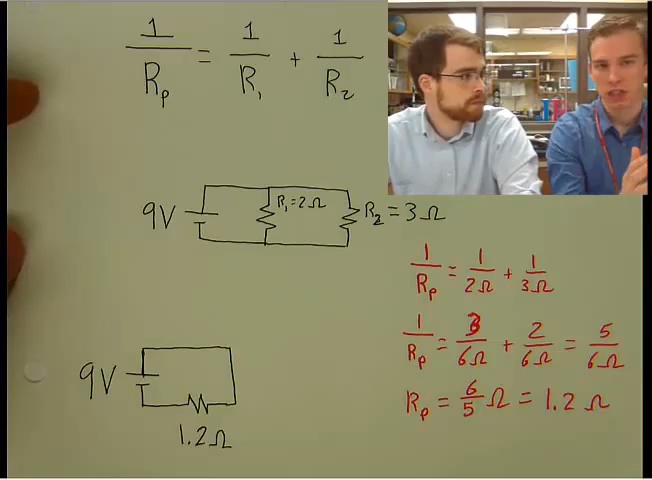 1/Rₚ = 1/R₁ + 1/R₂
9V
R₁ = 2Ω
R₂ = 3Ω
1/Rₚ = 1/2Ω + 1/3Ω
1/Rₚ = 3/6Ω + 2/6Ω = 5/6Ω
Rₚ = 6/5 Ω = 1.2 Ω
9V
1.2Ω